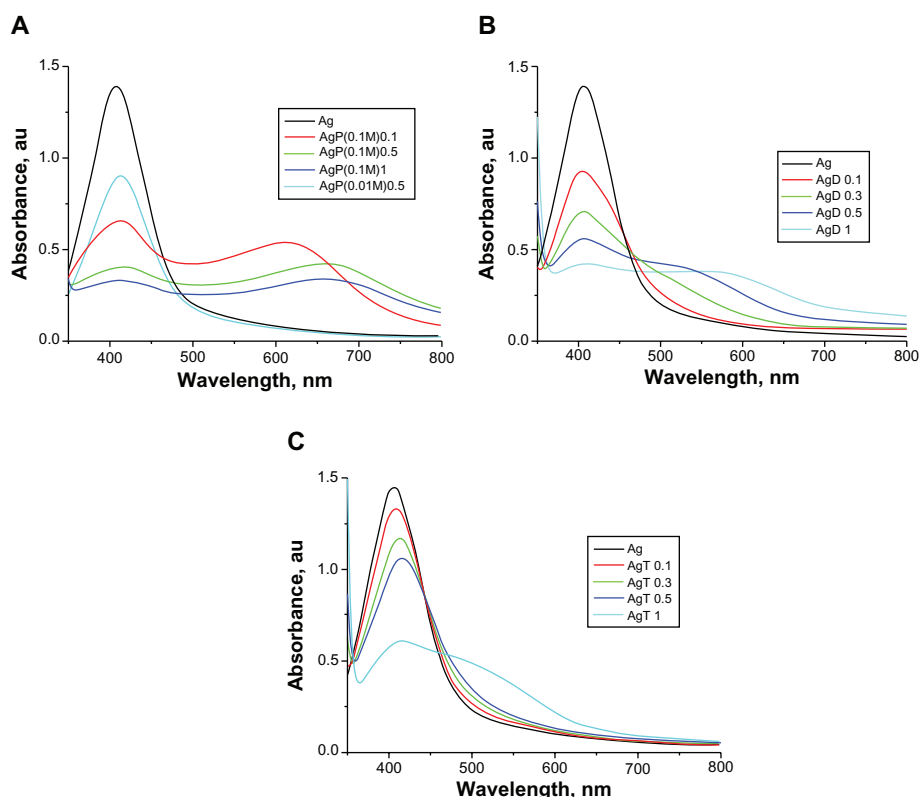 A
Absorbance, au
1.5
1.0
0.5
0.0
400 500 600 700 800
Wavelength, nm
Ag
AgP(0.1M)0.1
AgP(0.1M)0.5
AgP(0.1M)1
AgP(0.01M)0.5
B
Absorbance, au
1.5
1.0
0.5
0.0
400 500 600 700 800
Wavelength, nm
Ag
AgD 0.1
AgD 0.3
AgD 0.5
AgD 1
C
Absorbance, au
1.5
1.0
0.5
0.0
400 500 600 700 800
Wavelength, nm
Ag
AgT 0.1
AgT 0.3
AgT 0.5
AgT 1